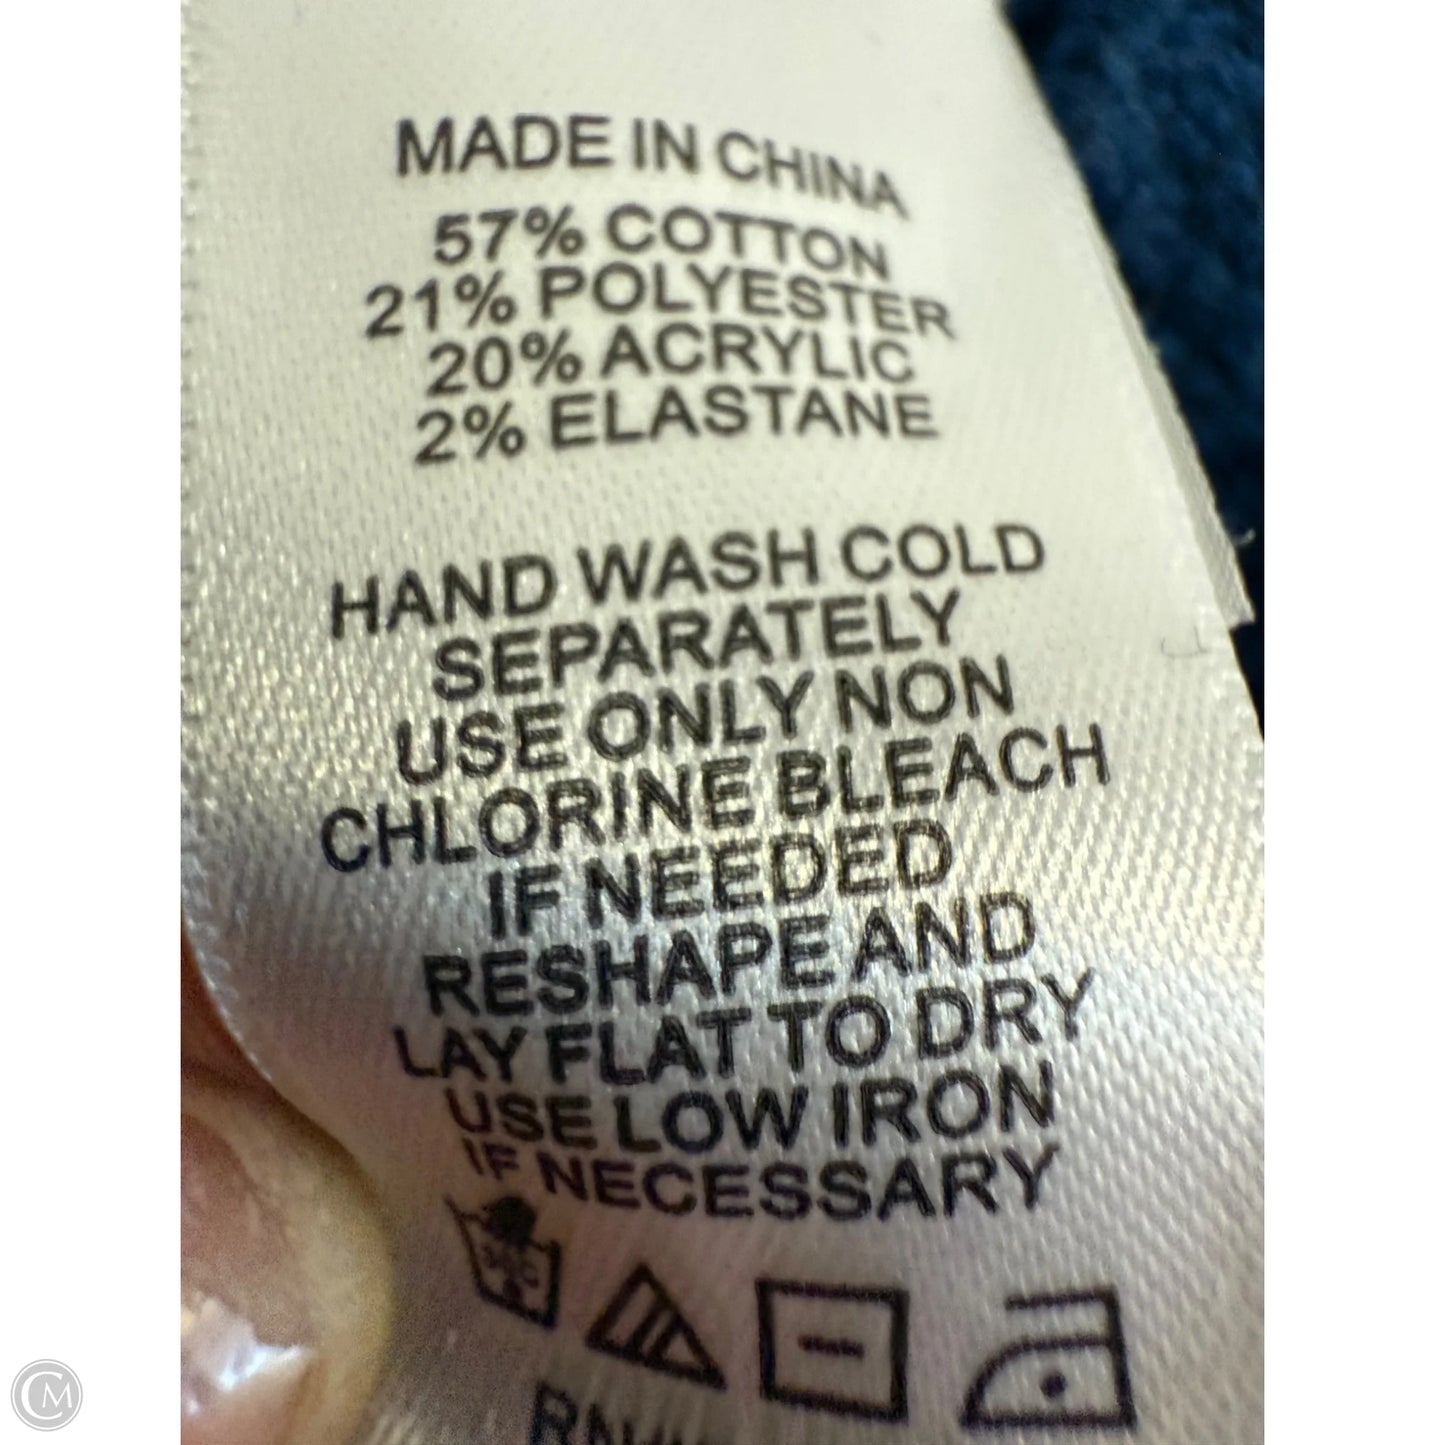 MADE IN CHINA
57% COTTON
21% POLYESTER
20% ACRYLIC
2% ELASTANE
HAND WASH COLD
SEPARATELY
USE ONLY NON
CHLORINE BLEACH
IF NEEDED
RESHAPE AND
LAY FLAT TO DRY
USE LOW IRON
IF NECESSARY
CM